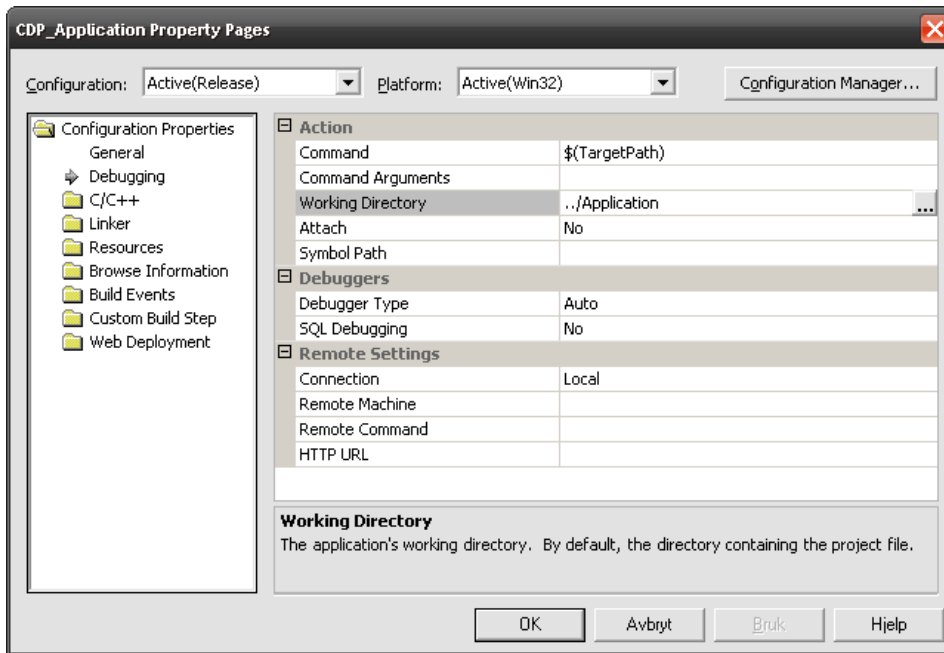 CDP_Application Property Pages
Configuration: Active(Release) Platform: Active(Win32) Configuration Manager...
Configuration Properties
General
Debugging
C/C++
Linker
Resources
Browse Information
Build Events
Custom Build Step
Web Deployment
Action
Command $(TargetPath)
Command Arguments
Working Directory ../Application ...
Attach No
Symbol Path
Debuggers
Debugger Type Auto
SQL Debugging No
Remote Settings
Connection Local
Remote Machine
Remote Command
HTTP URL
Working Directory
The application's working directory. By default, the directory containing the project file.
OK Avbryt Bruk Hjelp